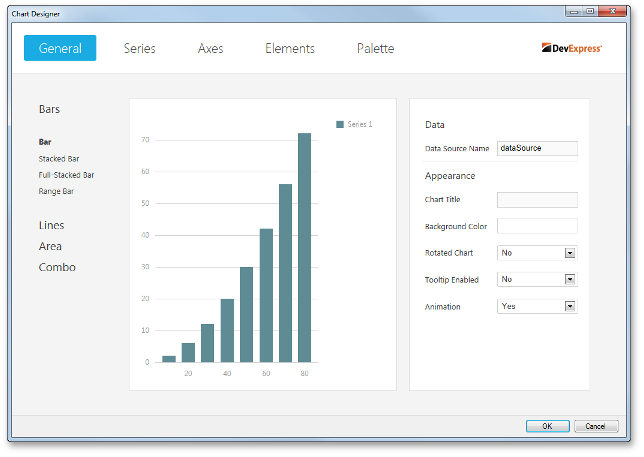 Chart Designer
General Series Axes Elements Palette DevExpress
Bars
Bar
Stacked Bar
Full-Stacked Bar
Range Bar
Lines
Area
Combo
Series 1
70
60
50
40
30
20
10
0
20 40 60 80
Data
Data Source Name dataSource
Appearance
Chart Title
Background Color
Rotated Chart No
Tooltip Enabled No
Animation Yes
OK Cancel